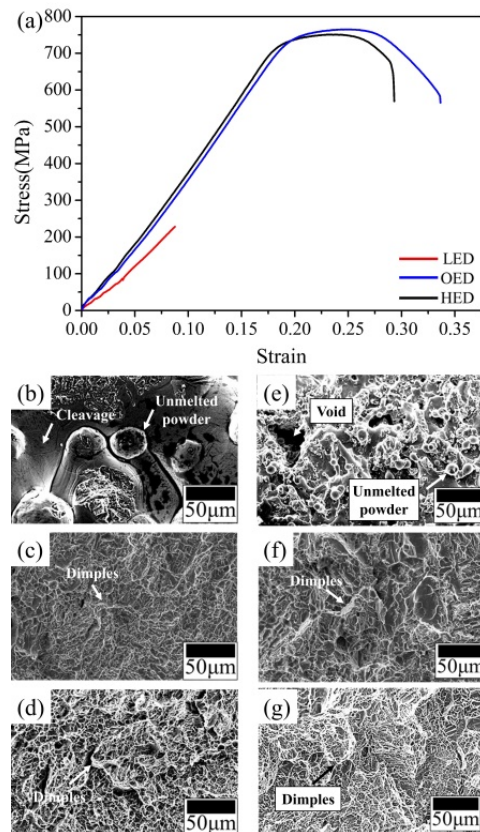 (a)
800
700
600
500
400
300
200
100
0
Stress(MPa)
0.00 0.05 0.10 0.15 0.20 0.25 0.30 0.35
Strain
LED
OED
HED
(b)
Cleavage
Unmelted
powder
50μm
(e)
Void
Unmelted
powder
50μm
(c)
Dimples
50μm
(f)
Dimples
50μm
(d)
Dimples
50μm
(g)
Dimples
50μm